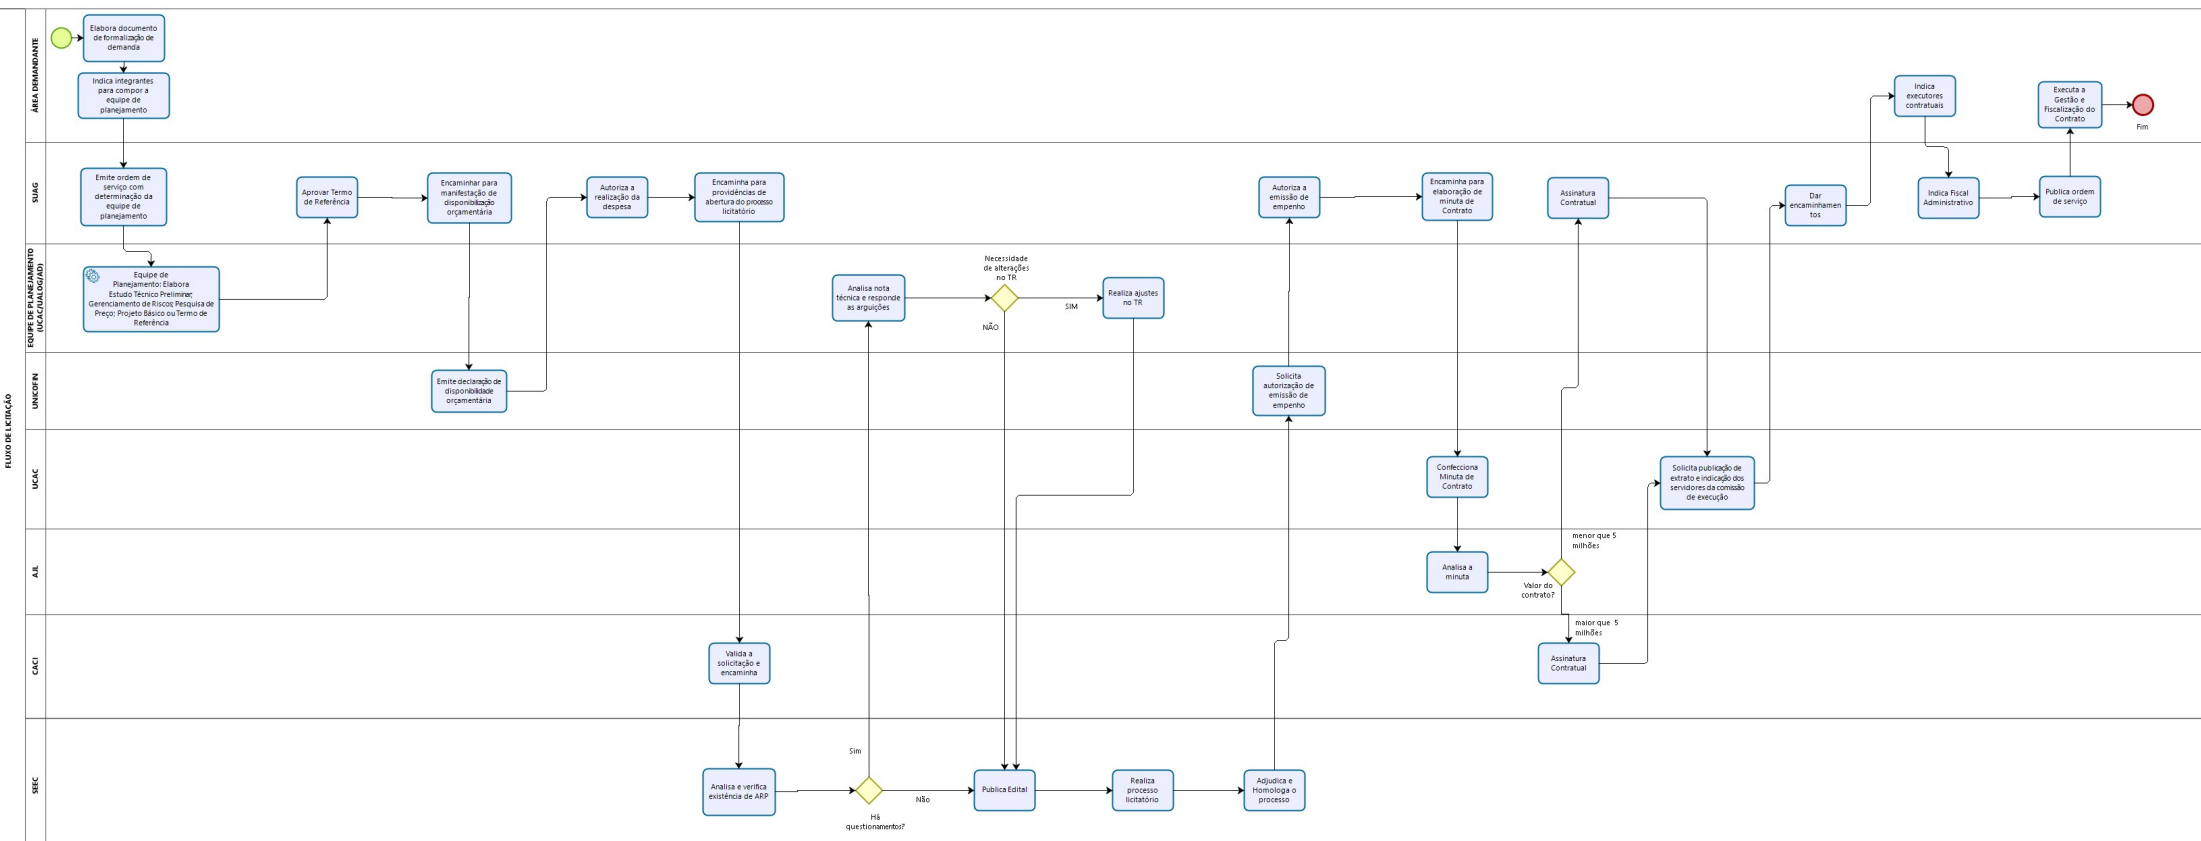 FLUXO DE LICITAÇÃO
ÁREA DEMANDANTE
Elabora documento
de formalização de
demanda
Indica integrantes
para compor a
equipe de
planejamento
Indica
executores
contratuais
Executa a
Gestão e
Fiscalização do
Contrato
Fim
SUAG
Emite ordem de
serviço com
determinação da
equipe de
planejamento
Aprovar Termo
de Referência
Encaminhar para
manifestação de
disponibilização
orçamentária
Autoriza a
realização da
despesa
Encaminha para
providências de
abertura do processo
licitatório
Autoriza a
emissão de
empenho
Encaminha para
elaboração de
minuta de
Contrato
Assinatura
Contratual
Dar
encaminhamen
tos
Indica Fiscal
Administrativo
Publica ordem
de serviço
EQUIPE DE PLANEJAMENTO
(UCAC/UALOG/AD)
Equipe de
Planejamento: Elabora
Estudo Técnico Preliminar;
Gerenciamento de Riscos; Pesquisa de
Preço; Projeto Básico ou Termo de
Referência
Analisa nota
técnica e responde
as arguições
Necessidade
de alterações
no TR
SIM
NÃO
Realiza ajustes
no TR
UNICOFIN
Emite declaração de
disponibilidade
orçamentária
Solicita
autorização de
emissão de
empenho
UCAC
Confecciona
Minuta de
Contrato
Solicita publicação de
extrato e indicação dos
servidores da comissão
de execução
AJL
Analisa a
minuta
menor que 5
milhões
Valor do
contrato?
CACI
Valida a
solicitação e
encaminha
maior que 5
milhões
Assinatura
Contratual
SEEC
Analisa e verifica
existência de ARP
Sim
Há
questionamentos?
Não
Publica Edital
Realiza
processo
licitatório
Adjudica e
Homologa o
processo